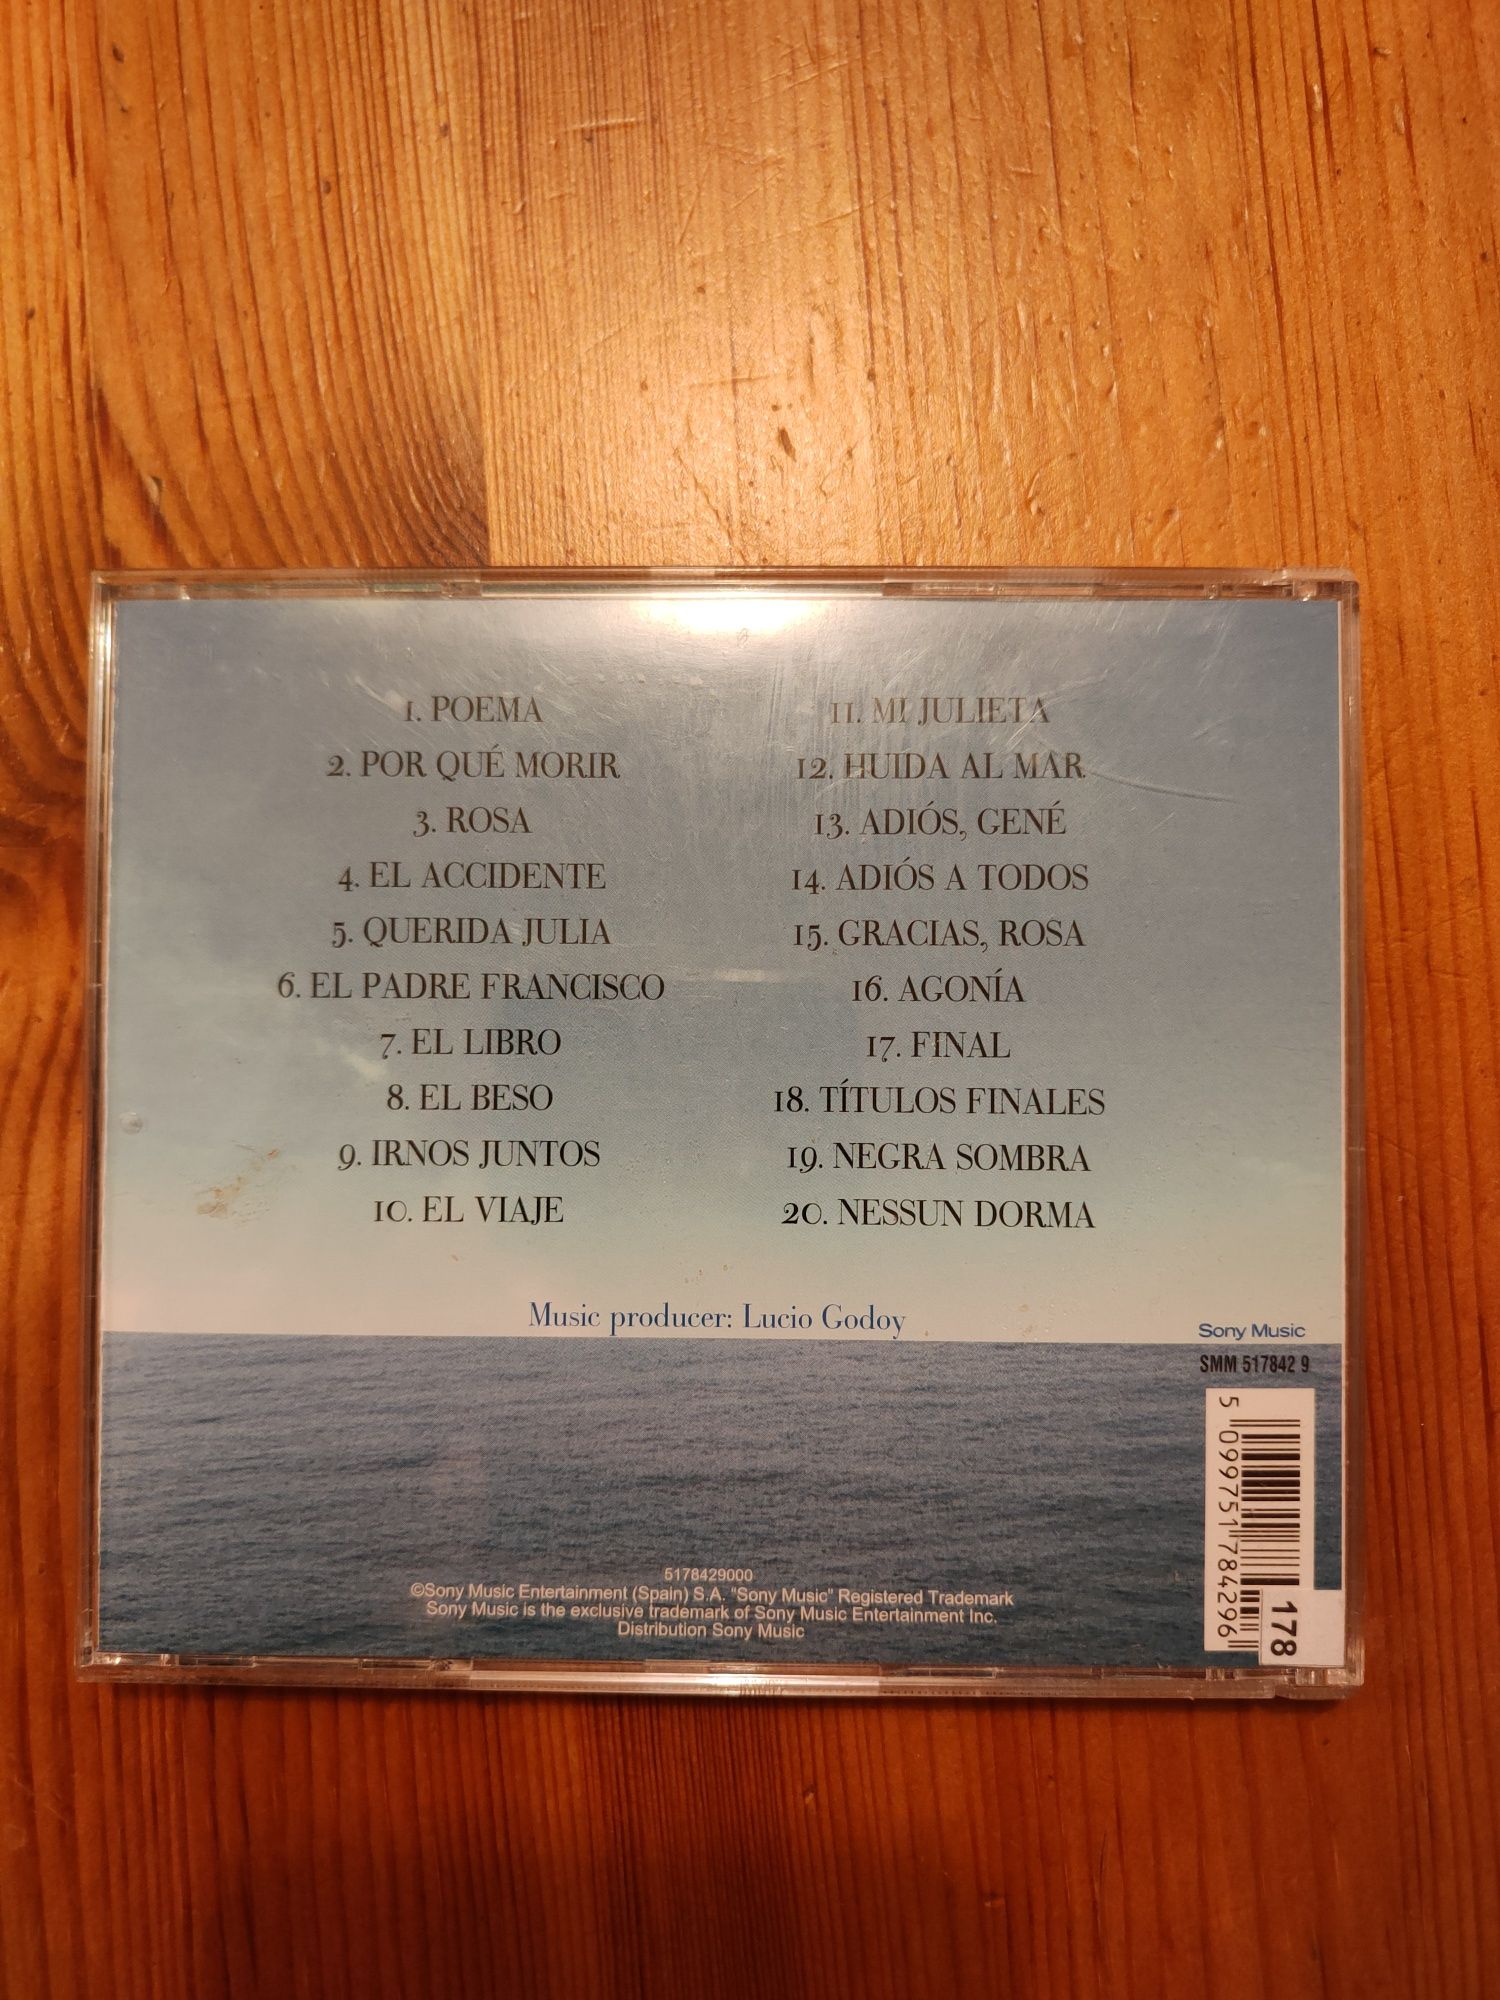 1. POEMA
2. POR QUÉ MORIR
3. ROSA
4. EL ACCIDENTE
5. QUERIDA JULIA
6. EL PADRE FRANCISCO
7. EL LIBRO
8. EL BESO
9. IRNOS JUNTOS
10. EL VIAJE
11. MI JULIETA
12. HUIDA AL MAR
13. ADIÓS, GENÉ
14. ADIÓS A TODOS
15. GRACIAS, ROSA
16. AGONÍA
17. FINAL
18. TÍTULOS FINALES
19. NEGRA SOMBRA
20. NESSUN DORMA
Music producer: Lucio Godoy
Sony Music
SMM 517842 9
5 099751 784296
178
5178429000
©Sony Music Entertainment (Spain) S.A. "Sony Music" Registered Trademark
Sony Music is the exclusive trademark of Sony Music Entertainment Inc.
Distribution Sony Music